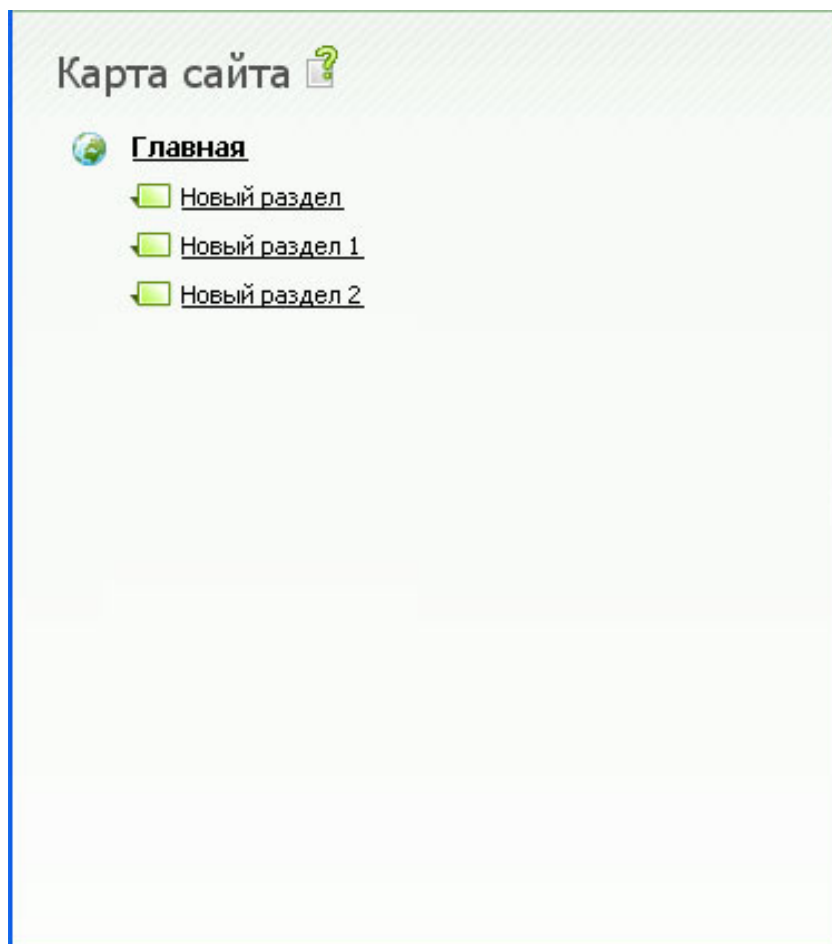 Карта сайта
Главная
Новый раздел
Новый раздел 1
Новый раздел 2